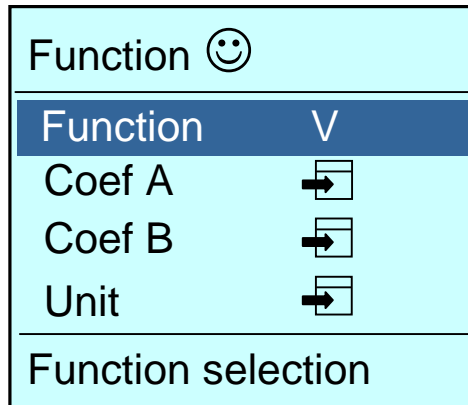 Function ☺
Function V
Coef A
Coef B
Unit
Function selection